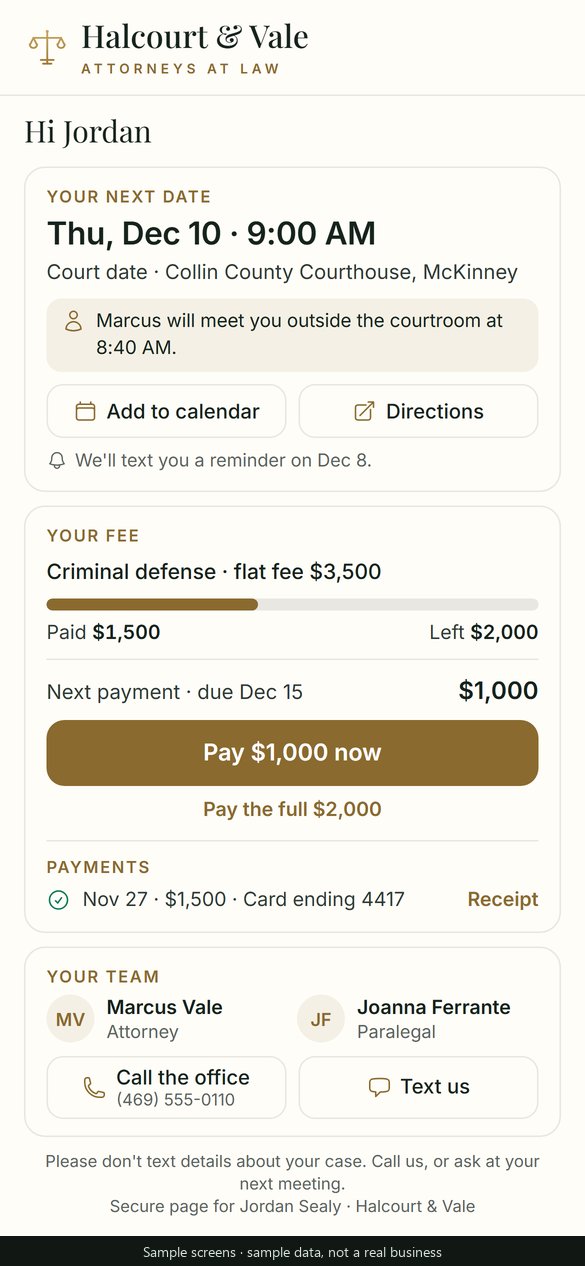 Halcourt & Vale
ATTORNEYS AT LAW
Hi Jordan
YOUR NEXT DATE
Thu, Dec 10 · 9:00 AM
Court date · Collin County Courthouse, McKinney
Marcus will meet you outside the courtroom at
8:40 AM.
Add to calendar
Directions
We'll text you a reminder on Dec 8.
YOUR FEE
Criminal defense · flat fee $3,500
Paid $1,500
Left $2,000
Next payment · due Dec 15
$1,000
Pay $1,000 now
Pay the full $2,000
PAYMENTS
Nov 27 · $1,500 · Card ending 4417
Receipt
YOUR TEAM
MV
Marcus Vale
Attorney
JF
Joanna Ferrante
Paralegal
Call the office
(469) 555-0110
Text us
Please don't text details about your case. Call us, or ask at your
next meeting.
Secure page for Jordan Sealy · Halcourt & Vale
Sample screens · sample data, not a real business